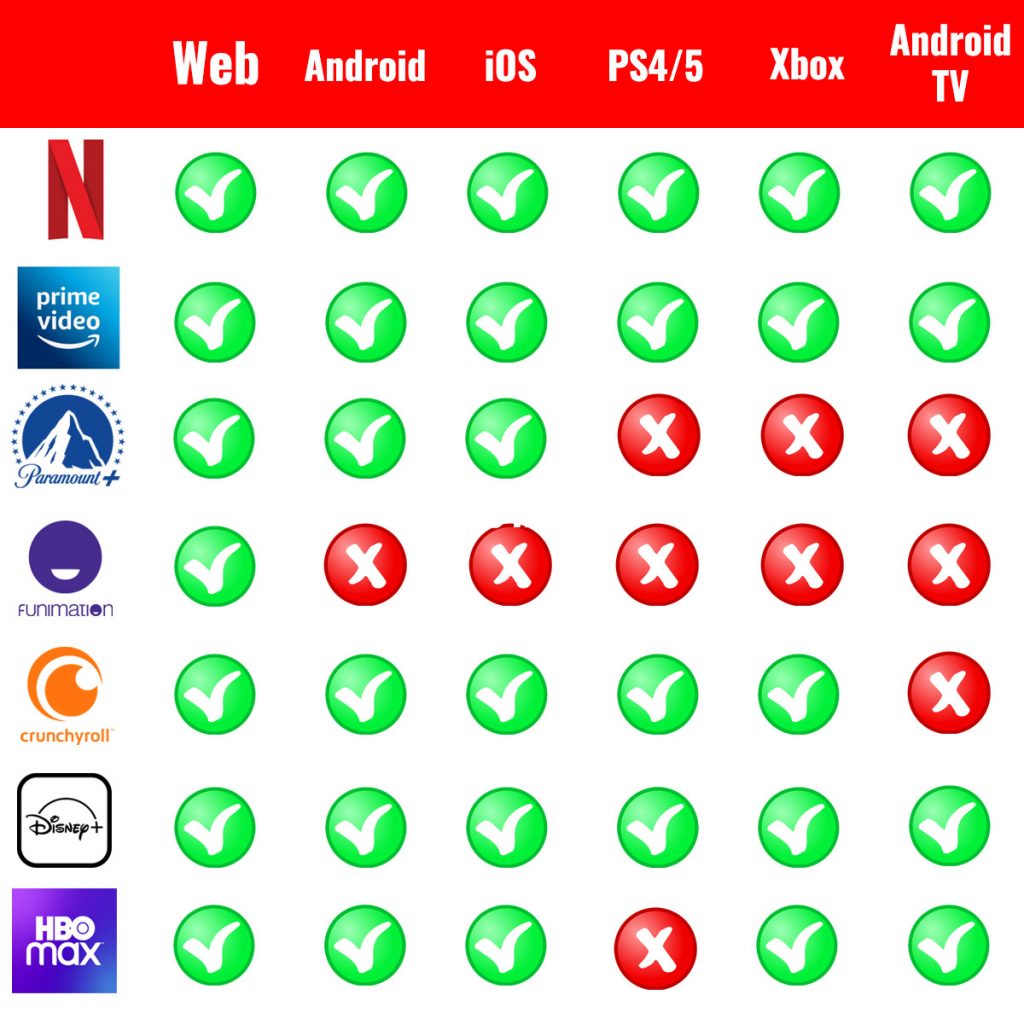 Web Android iOS PS4/5 Xbox Android TV
N
prime
video
Paramount+
FUNIMATION
crunchyroll
Disney+
HBO
max